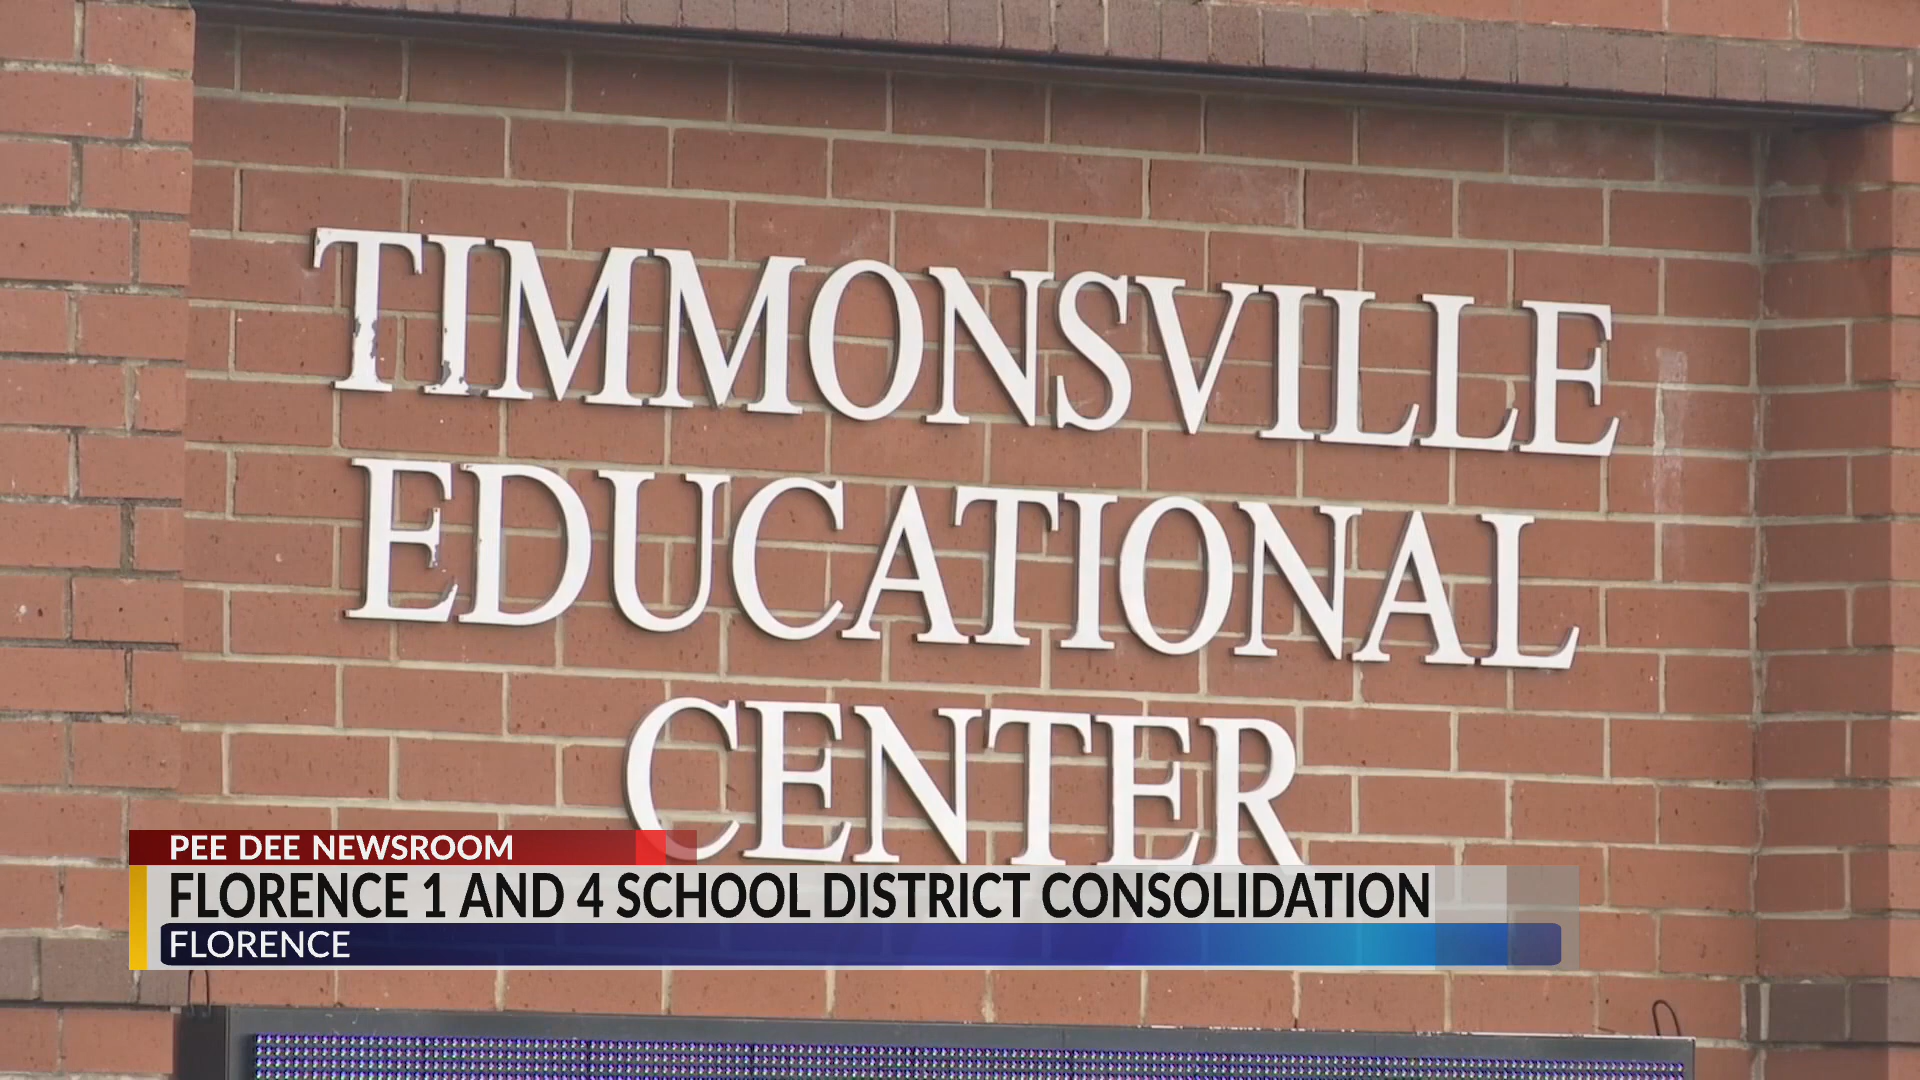 TIMMONSVILLE
EDUCATIONAL
CENTER
PEE DEE NEWSROOM
FLORENCE 1 AND 4 SCHOOL DISTRICT CONSOLIDATION
FLORENCE